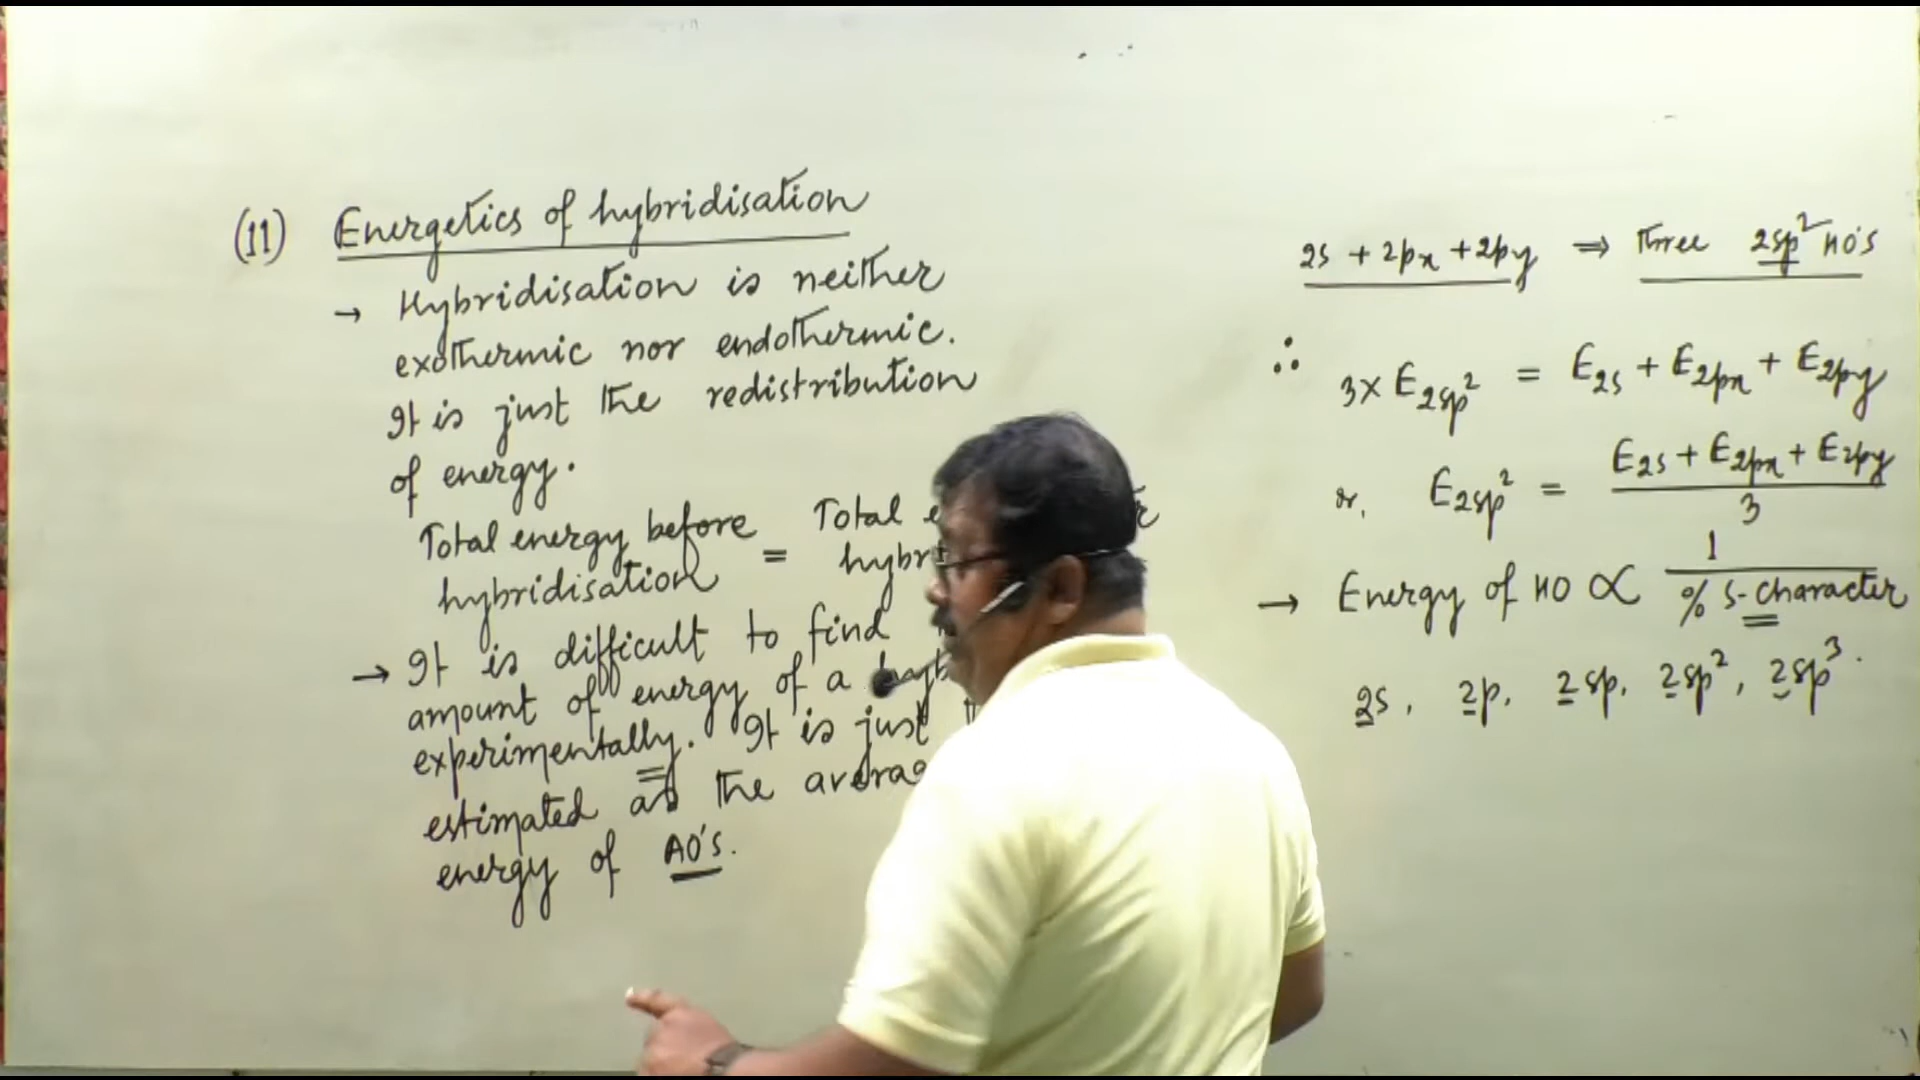 (11) Energetics of hybridisation
→ Hybridisation is neither
exothermic nor endothermic.
It is just the redistribution
of energy.
Total energy before = Total
hybridisation
→ It is difficult to find
amount of energy of a
experimentally. It is just
estimated as the
energy of AO's.
2s + 2px + 2py ⇒ three 2sp² HO's
∴ 3× E2sp² = E2s + E2px + E2py
or, E2sp² = E2s + E2px + E2py / 3
→ Energy of HO ∝ 1 / % s-character
2s, 2p, 2sp, 2sp², 2sp³.